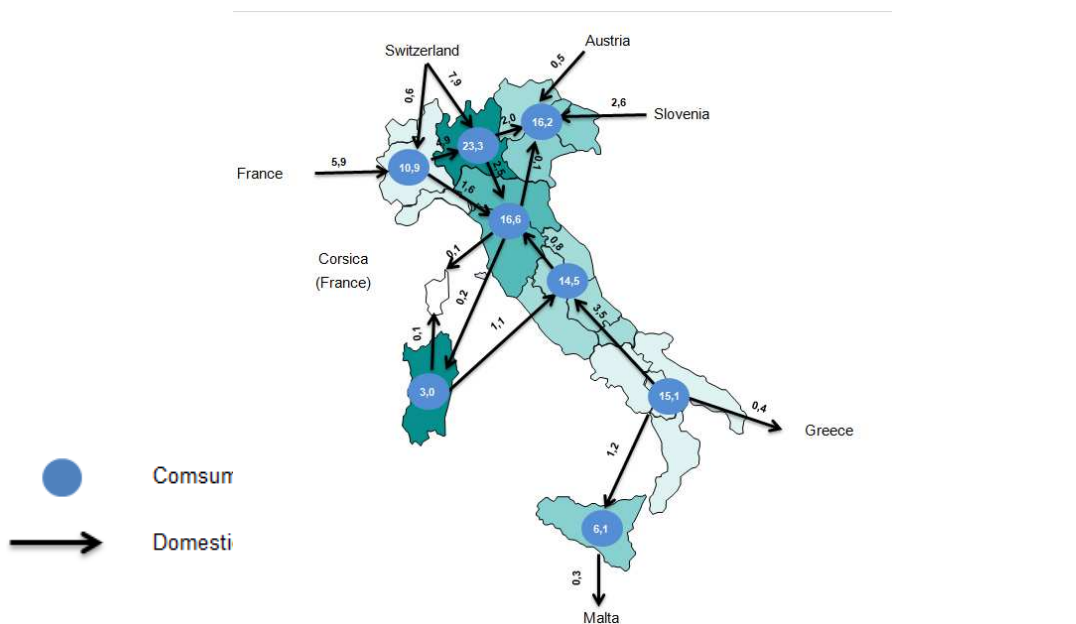 Austria
Switzerland
0,5
7,9
0,6
2,6
Slovenia
2,0
16,2
23,3
5,9
10,9
France
2,5
0,1
1,6
16,6
0,1
0,8
Corsica
(France)
14,5
0,2
3,5
1,1
0,1
3,0
15,1
0,4
Greece
1,2
Comsum
6,1
Domesti
0,3
Malta